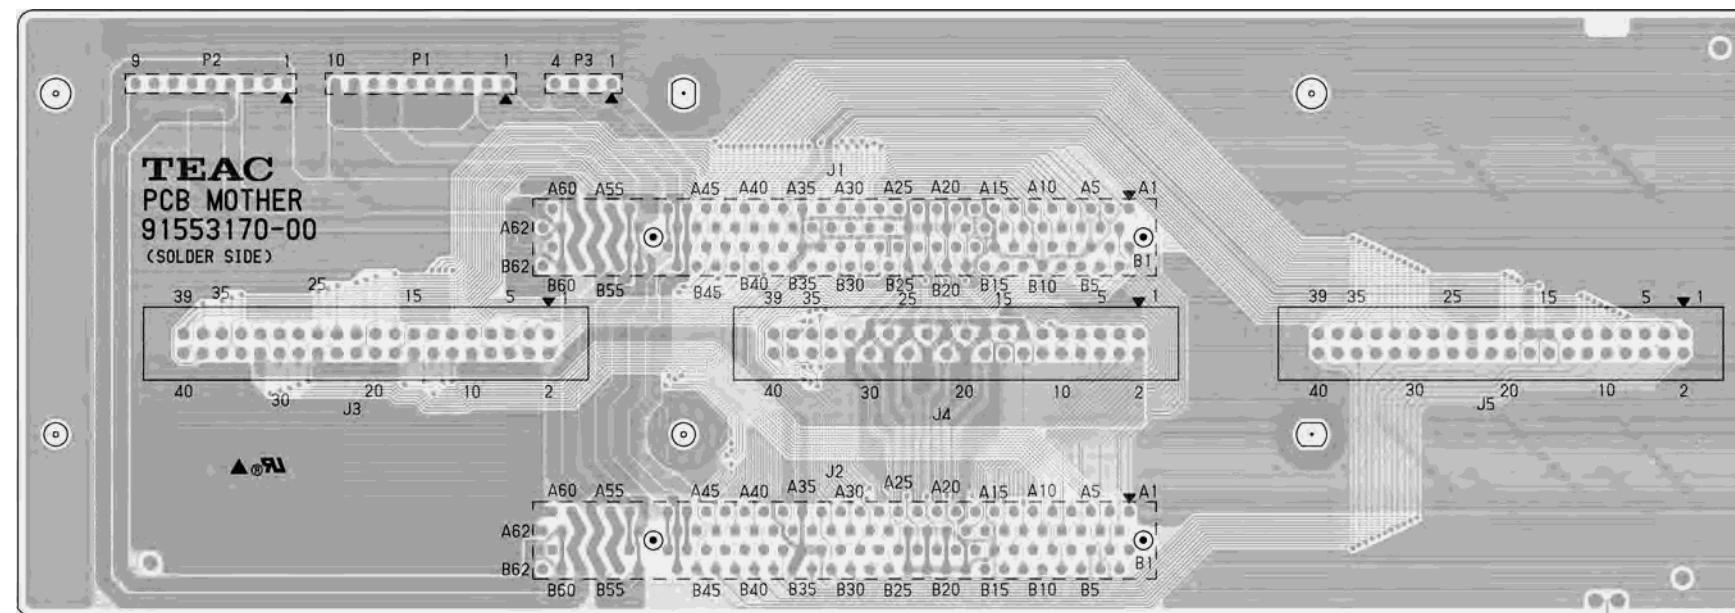 9 P2 1 10 P1 1 4 P3 1
TEAC
PCB MOTHER
91553170-00
(SOLDER SIDE)
J1
A60 A55 A45 A40 A35 A30 A25 A20 A15 A10 A5 A1
A62
B62 B1
B60 B55 B45 B40 B35 B30 B25 B20 B15 B10 B5
39 35 25 15 5 1
39 35 25 15 5 1
39 35 25 15 5 1
40 30 20 10 2
J3
40 30 20 10 2
J4
40 30 20 10 2
J5
®
J2
A60 A55 A45 A40 A35 A30 A25 A20 A15 A10 A5 A1
A62
B62 B1
B60 B55 B45 B40 B35 B30 B25 B20 B15 B10 B5